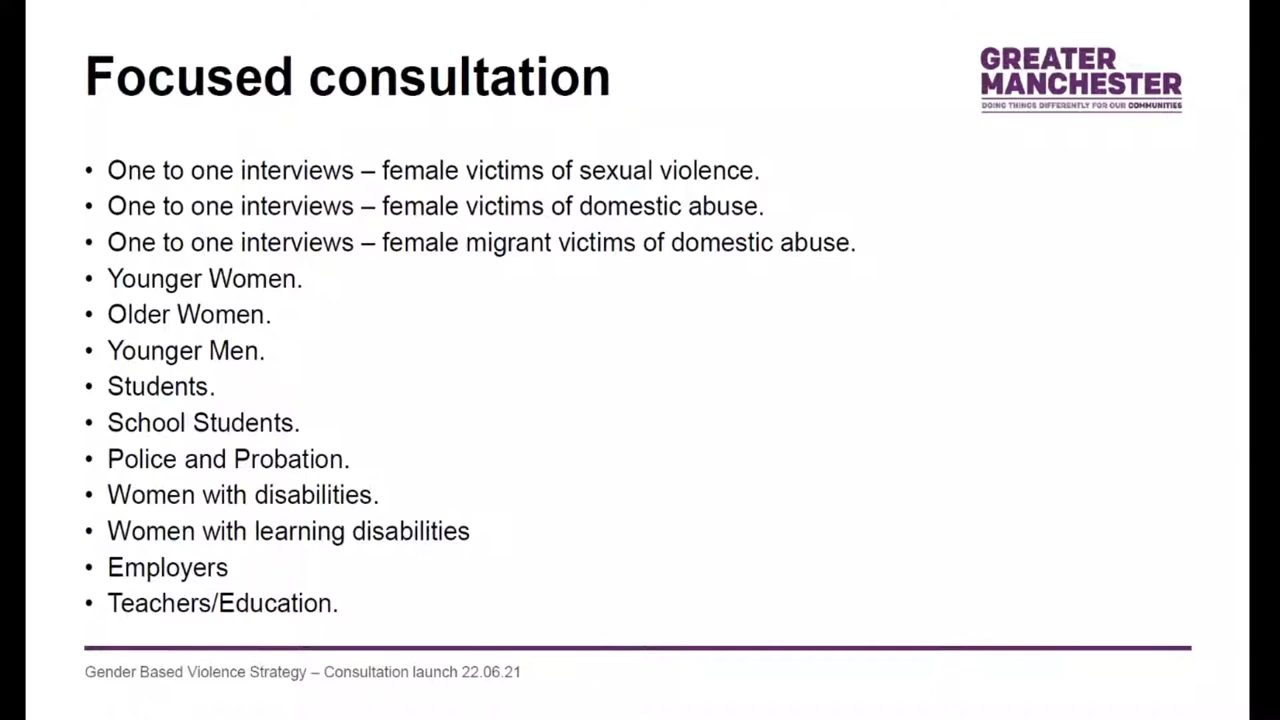 Focused consultation
GREATER
MANCHESTER
DOING THINGS DIFFERENTLY FOR OUR COMMUNITIES
• One to one interviews – female victims of sexual violence.
• One to one interviews – female victims of domestic abuse.
• One to one interviews – female migrant victims of domestic abuse.
• Younger Women.
• Older Women.
• Younger Men.
• Students.
• School Students.
• Police and Probation.
• Women with disabilities.
• Women with learning disabilities
• Employers
• Teachers/Education.
Gender Based Violence Strategy – Consultation launch 22.06.21